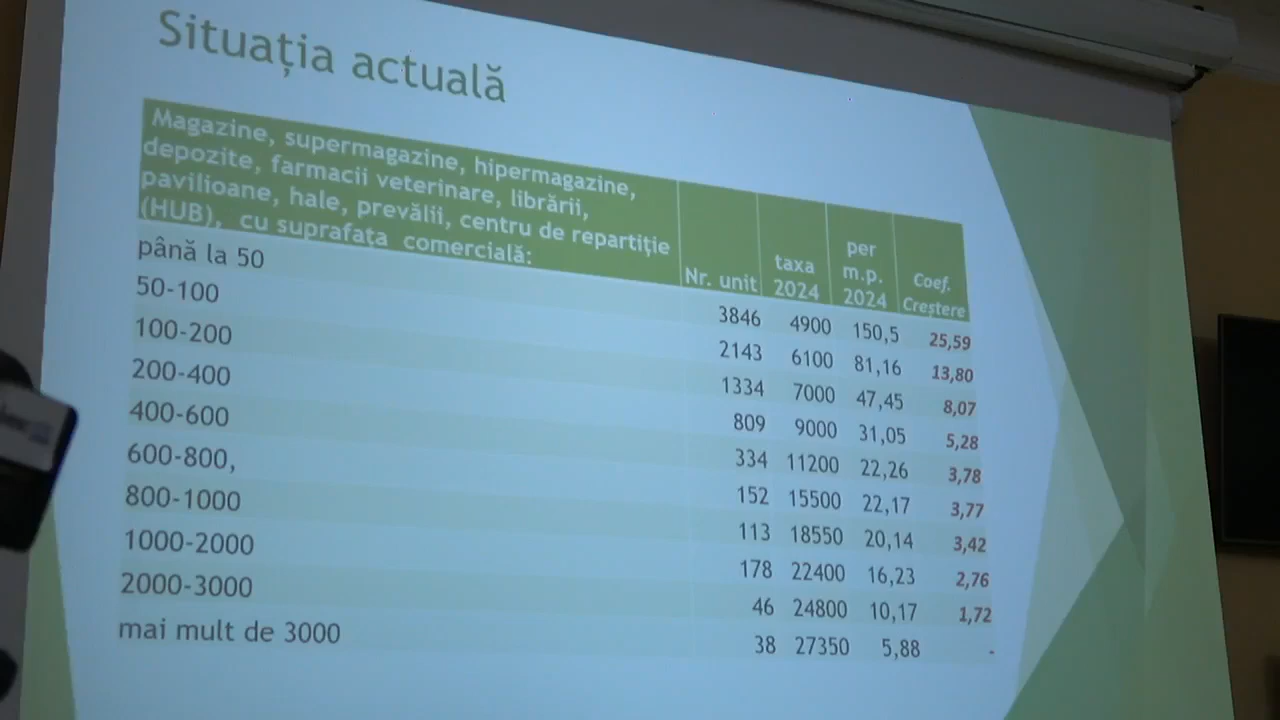 Situația actuală
Magazine, supermagazine, hipermagazine,
depozite, farmacii veterinare, librării,
pavilioane, hale, prevălii, centru de repartiție
(HUB), cu suprafața comercială:
Nr. unit
taxa
2024
per
m.p.
2024
Coef.
Creștere
până la 50 3846 4900 150,5 25,59
50-100 2143 6100 81,16 13,80
100-200 1334 7000 47,45 8,07
200-400 809 9000 31,05 5,28
400-600 334 11200 22,26 3,78
600-800, 152 15500 22,17 3,77
800-1000 113 18550 20,14 3,42
1000-2000 178 22400 16,23 2,76
2000-3000 46 24800 10,17 1,72
mai mult de 3000 38 27350 5,88 -